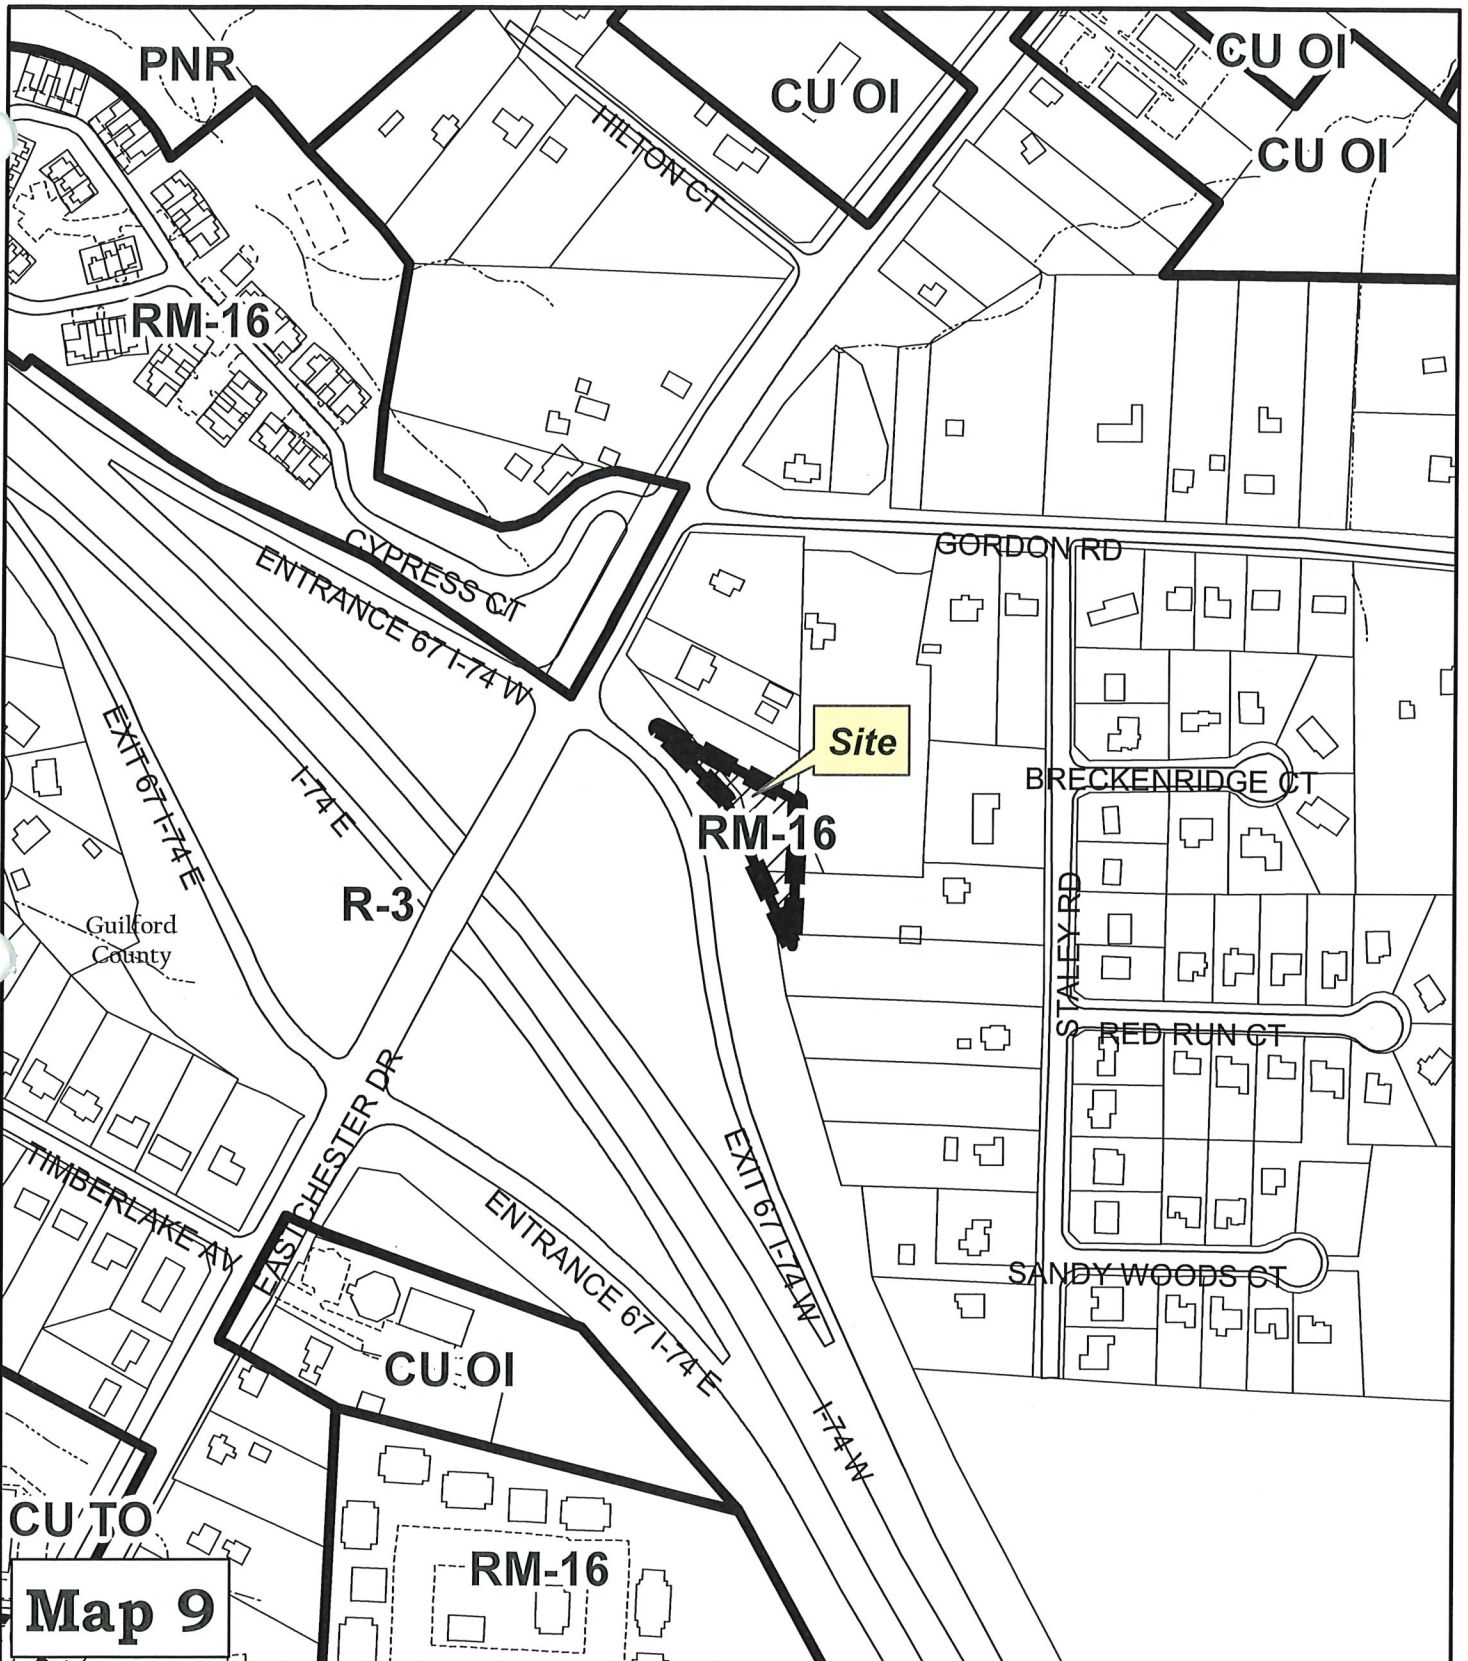 PNR
CU OI
CU OI
CU OI
HILTON CT
RM-16
CYPRESS CT
ENTRANCE 67 I-74 W
GORDON RD
Site
BRECKENRIDGE CT
RM-16
EXIT 67 I-74 E
I-74 E
R-3
Guilford
County
STALEY RD
RED RUN CT
EASTCHESTER DR
TIMBERLAKE AV
EXIT 67 I-74 W
ENTRANCE 67 I-74 E
SANDY WOODS CT
CU OI
I-74 W
CU TO
RM-16
Map 9